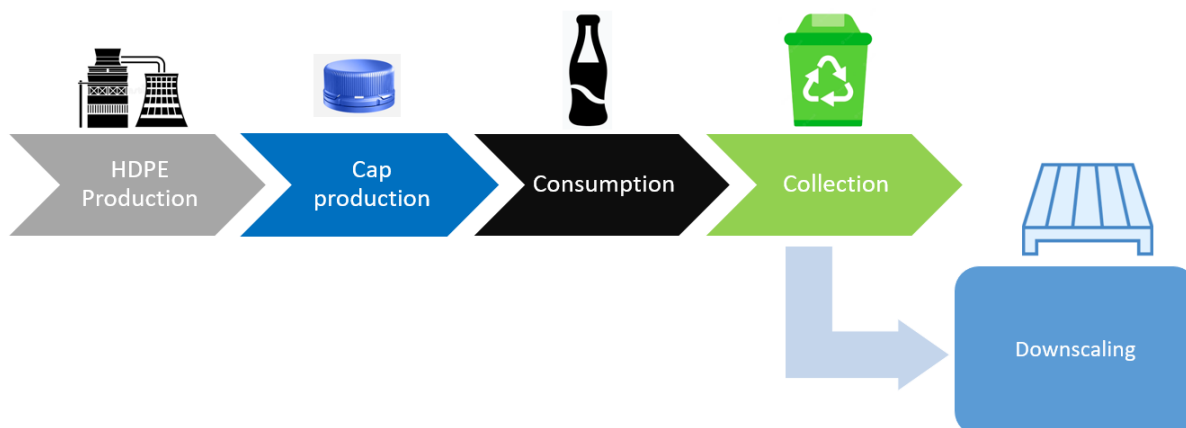 HDPE
Production
Cap
production
Consumption
Collection
Downscaling